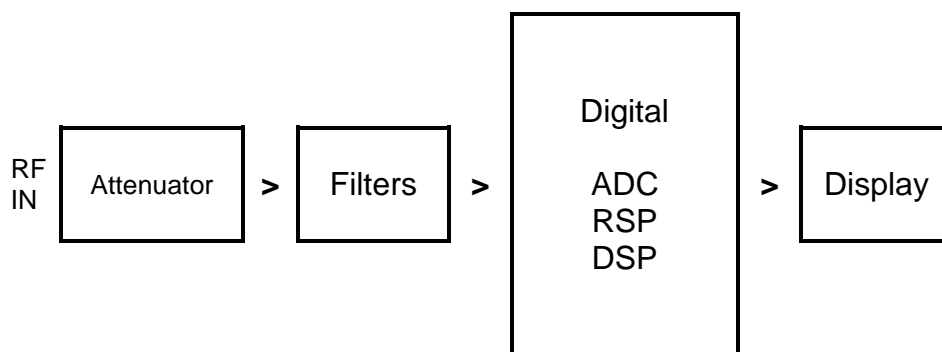 RF
IN
Attenuator
>
Filters
>
Digital
ADC
RSP
DSP
>
Display